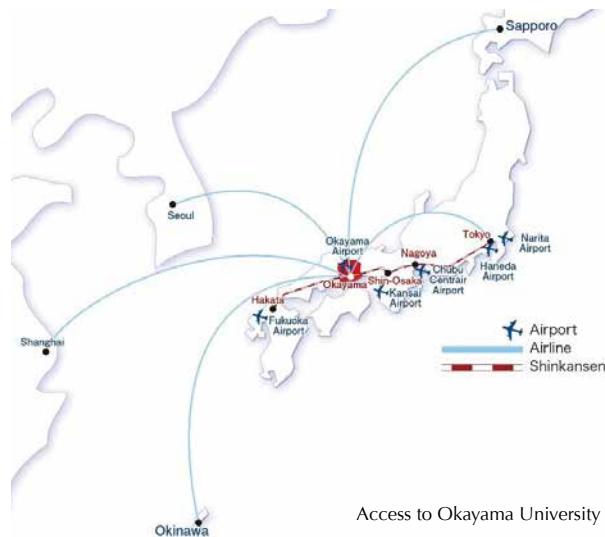 Sapporo
Seoul
Okayama
Airport
Tokyo
Narita
Airport
Nagoya
Haneda
Airport
Chubu
Centrair
Airport
Okayama
Shin-Osaka
Kansai
Airport
Hakata
Fukuoka
Airport
Shanghai
Airport
Airline
Shinkansen
Okinawa
Access to Okayama University